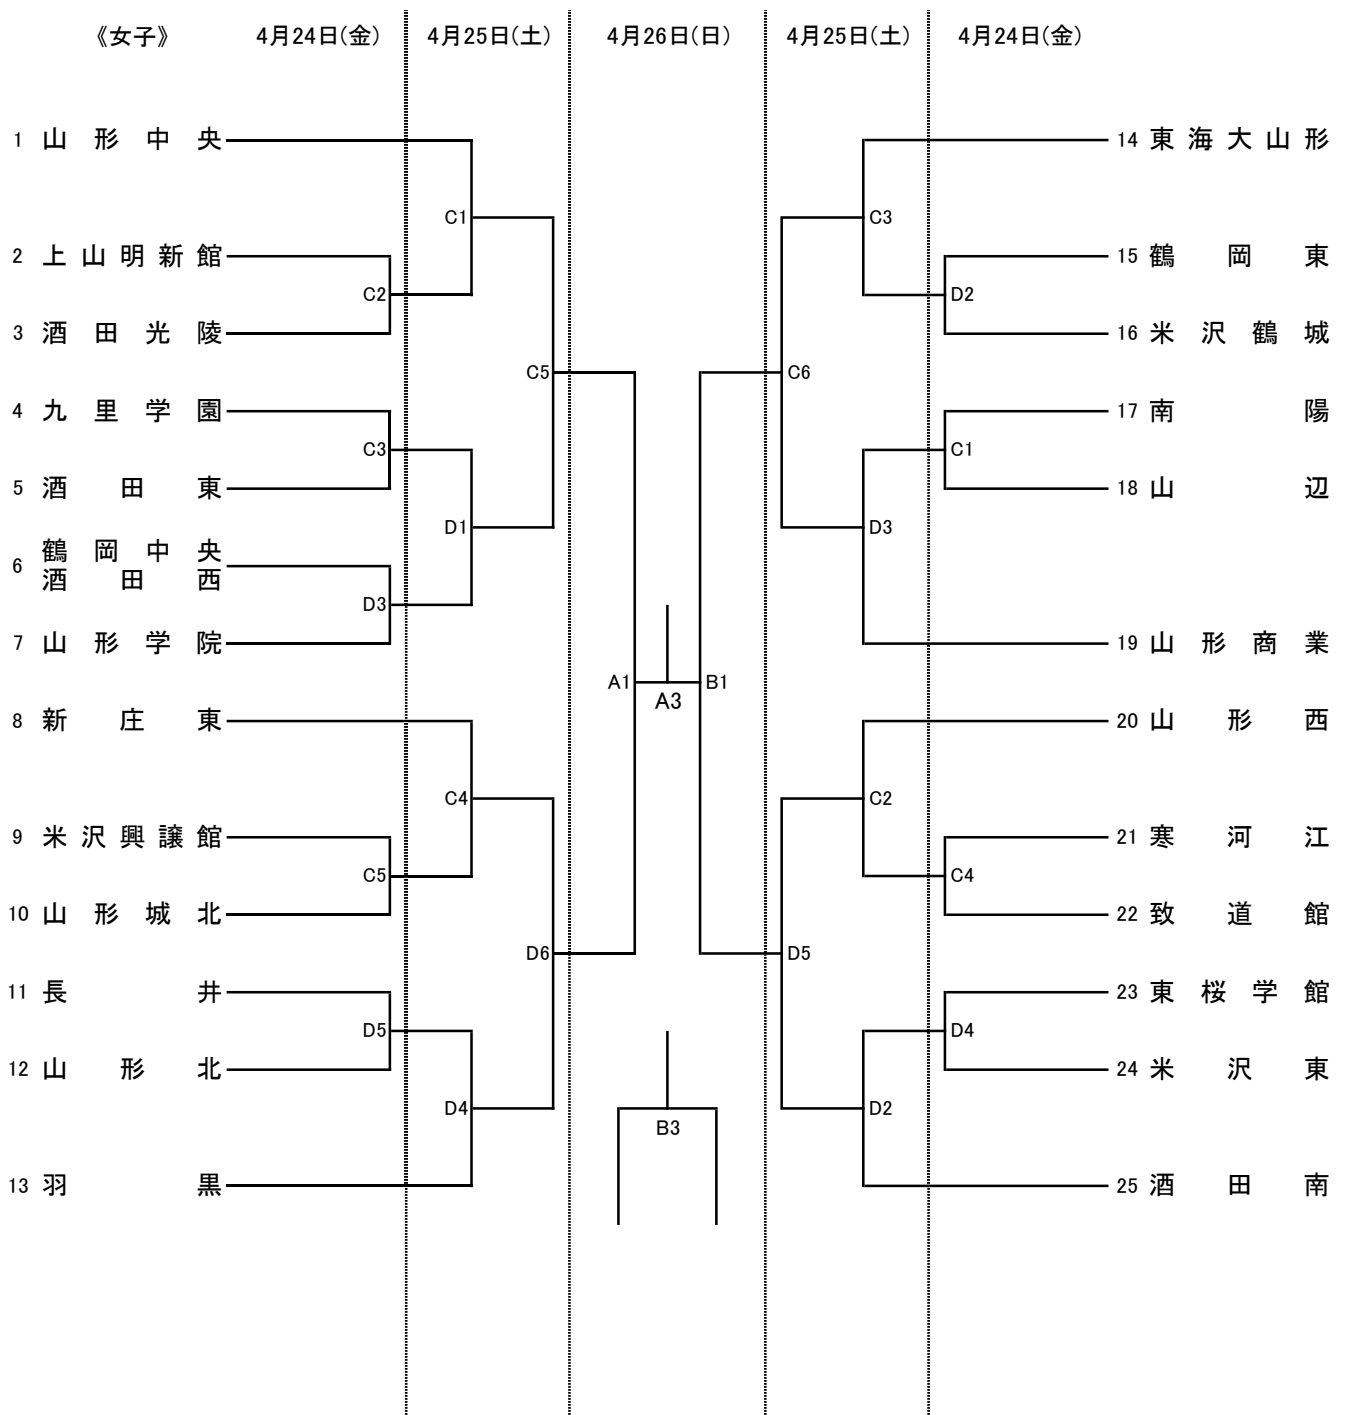 《女子》 4月24日(金) 4月25日(土) 4月26日(日) 4月25日(土) 4月24日(金)
1 山形中央
14 東海大山形
C1
C3
2 上山明新館
15 鶴岡東
C2
D2
3 酒田光陵
16 米沢鶴城
C5
C6
4 九里学園
17 南陽
C3
C1
5 酒田東
18 山辺
D1
D3
6 鶴岡中央
酒田西
D3
7 山形学院
19 山形商業
A1
A3
B1
8 新庄東
20 山形西
C4
C2
9 米沢興譲館
21 寒河江
C5
C4
10 山形城北
22 致道館
D6
D5
11 長井
23 東桜学館
D5
D4
12 山形北
24 米沢東
D4
B3
D2
13 羽黒
25 酒田南